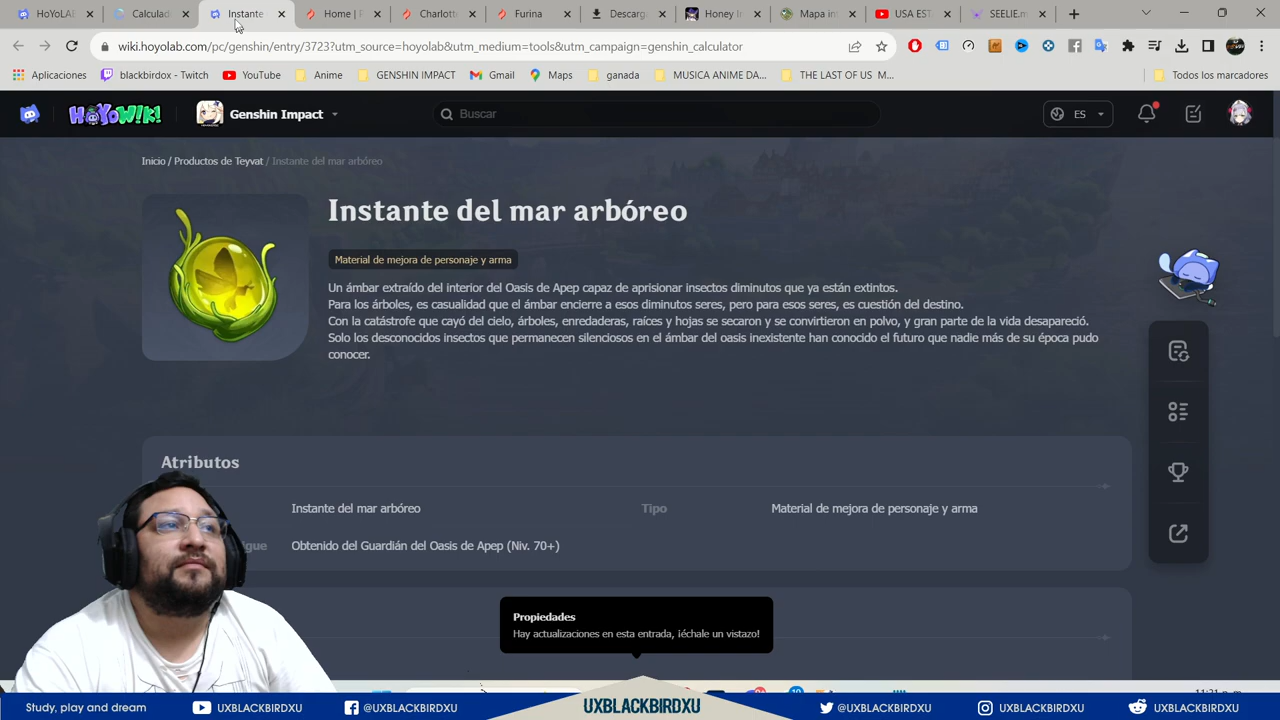 HoYoLAB
Calculad
Instante
Home | P
Charlotte
Furina
Descarga
Honey Im
Mapa int
USA EST
SEELIE.m
wiki.hoyolab.com/pc/genshin/entry/3723?utm_source=hoyolab&utm_medium=tools&utm_campaign=genshin_calculator
Aplicaciones
blackbirdox - Twitch
YouTube
Anime
GENSHIN IMPACT
Gmail
Maps
ganada
MUSICA ANIME DA...
THE LAST OF US M...
Todos los marcadores
HoYoWiki!
Genshin Impact
Buscar
ES
Inicio / Productos de Teyvat / Instante del mar arbóreo
Instante del mar arbóreo
Material de mejora de personaje y arma
Un ámbar extraído del interior del Oasis de Apep capaz de aprisionar insectos diminutos que ya están extintos.
Para los árboles, es casualidad que el ámbar encierre a esos diminutos seres, pero para esos seres, es cuestión del destino.
Con la catástrofe que cayó del cielo, árboles, enredaderas, raíces y hojas se secaron y se convirtieron en polvo, y gran parte de la vida desapareció.
Solo los desconocidos insectos que permanecen silenciosos en el ámbar del oasis inexistente han conocido el futuro que nadie más de su época pudo
conocer.
Atributos
Instante del mar arbóreo
Tipo
Material de mejora de personaje y arma
igue
Obtenido del Guardián del Oasis de Apep (Niv. 70+)
Propiedades
Hay actualizaciones en esta entrada, ¡échale un vistazo!
Study, play and dream
UXBLACKBIRDXU
@UXBLACKBIRDXU
UXBLACKBIRDXU
@UXBLACKBIRDXU
UXBLACKBIRDXU
UXBLACKBIRDXU